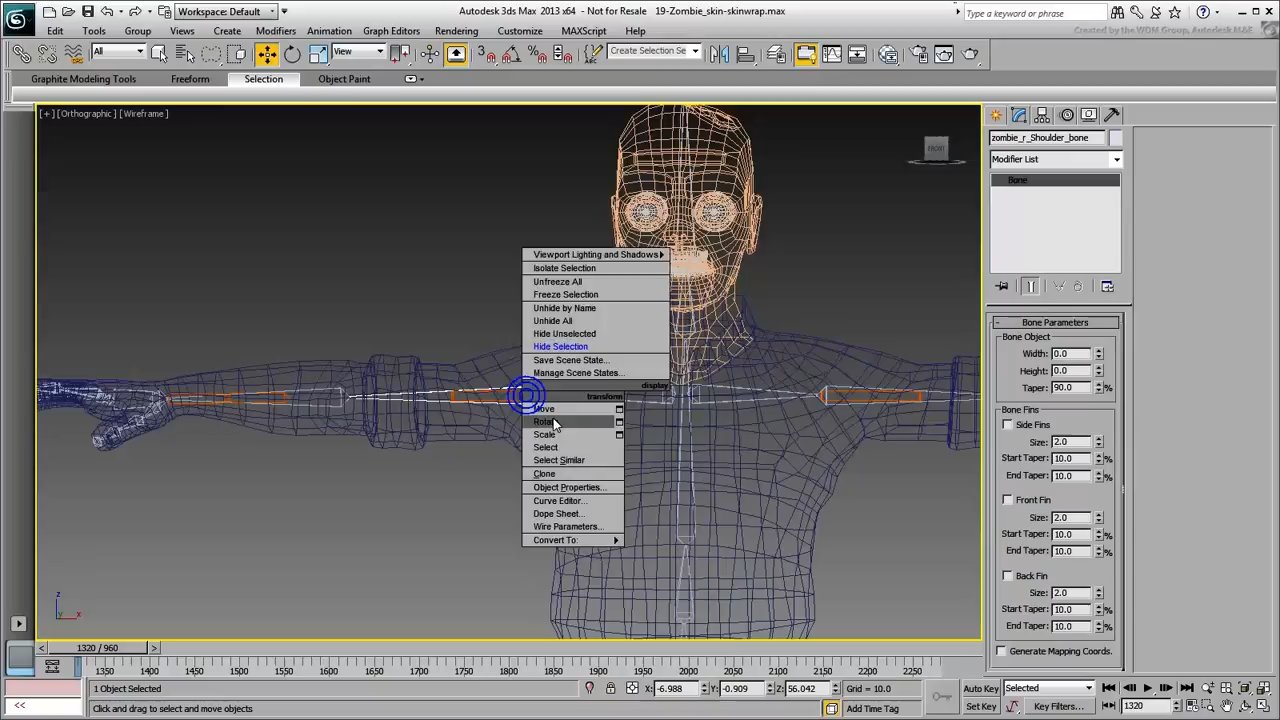 Workspace: Default
Autodesk 3ds Max 2013 x64 - Not for Resale 19-Zombie_skin-skinwrap.max
Type a keyword or phrase
Edit Tools Group Views Create Modifiers Animation Graph Editors Rendering Customize MAXScript Help
Created by the WDM Group, Autodesk M&E
All
View
Create Selection Se
Graphite Modeling Tools Freeform Selection Object Paint
[+][Orthographic][Wireframe]
FRONT
zombie_r_Shoulder_bone
Modifier List
Bone
Viewport Lighting and Shadows
Isolate Selection
Unfreeze All
Freeze Selection
Unhide by Name
Unhide All
Hide Unselected
Hide Selection
Save Scene State...
Manage Scene States...
display
transform
Move
Rotate
Scale
Select
Select Similar
Clone
Object Properties...
Curve Editor...
Dope Sheet...
Wire Parameters...
Convert To:
- Bone Parameters
Bone Object
Width: 0.0
Height: 0.0
Taper: 90.0 %
Bone Fins
Side Fins
Size: 2.0
Start Taper: 10.0 %
End Taper: 10.0 %
Front Fin
Size: 2.0
Start Taper: 10.0 %
End Taper: 10.0 %
Back Fin
Size: 2.0
Start Taper: 10.0 %
End Taper: 10.0 %
Generate Mapping Coords.
z
y x
< 1320 / 960 >
1350 1400 1450 1500 1550 1600 1650 1700 1750 1800 1850 1900 1950 2000 2050 2100 2150 2200 2250
1 Object Selected
X: -6.988 Y: -0.909 Z: 56.042 Grid = 10.0
Auto Key Selected
<< Click and drag to select and move objects
Add Time Tag
Set Key Key Filters... 1320